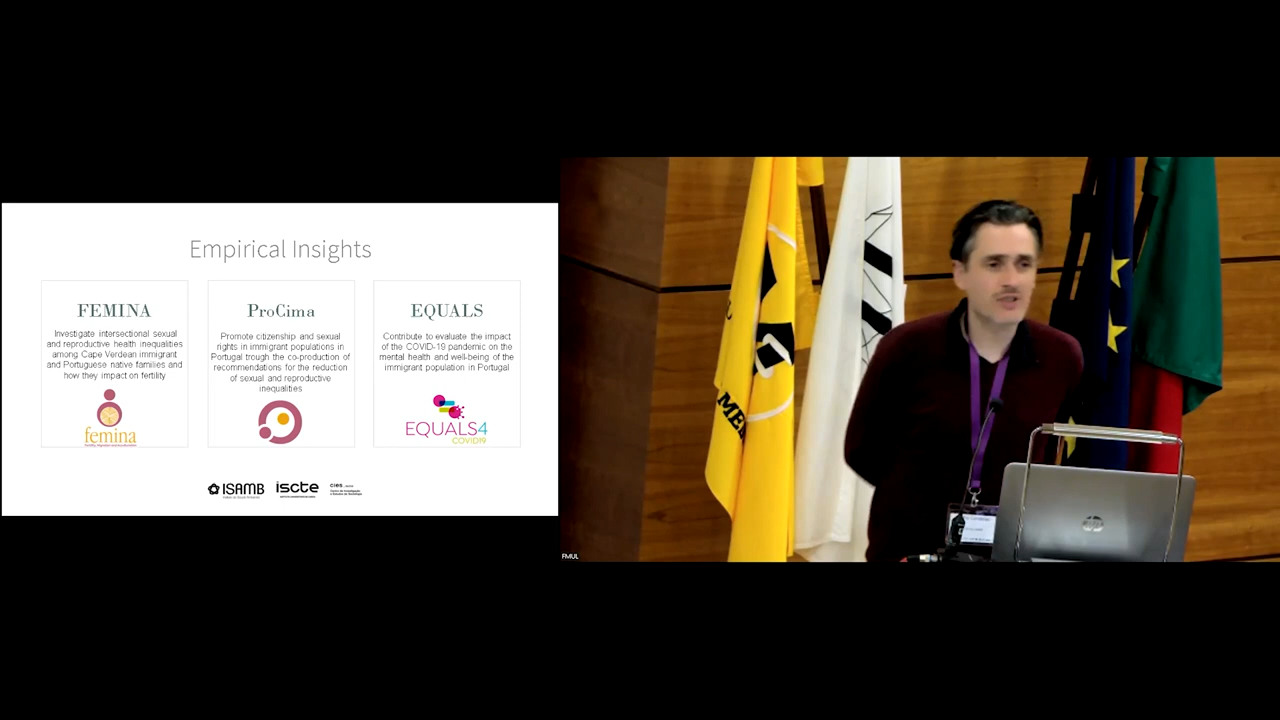 Empirical Insights
FEMINA
Investigate intersectional sexual
and reproductive health inequalities
among Cape Verdean immigrant
and Portuguese native families and
how they impact on fertility
femina
ProCima
Promote citizenship and sexual
rights in immigrant populations in
Portugal trough the co-production of
recommendations for the reduction
of sexual and reproductive
inequalities
EQUALS
Contribute to evaluate the impact
of the COVID-19 pandemic on the
mental health and well-being of the
immigrant population in Portugal
EQUALS4
COVID19
ISAMB
iscte
cies_
FMUL
hp